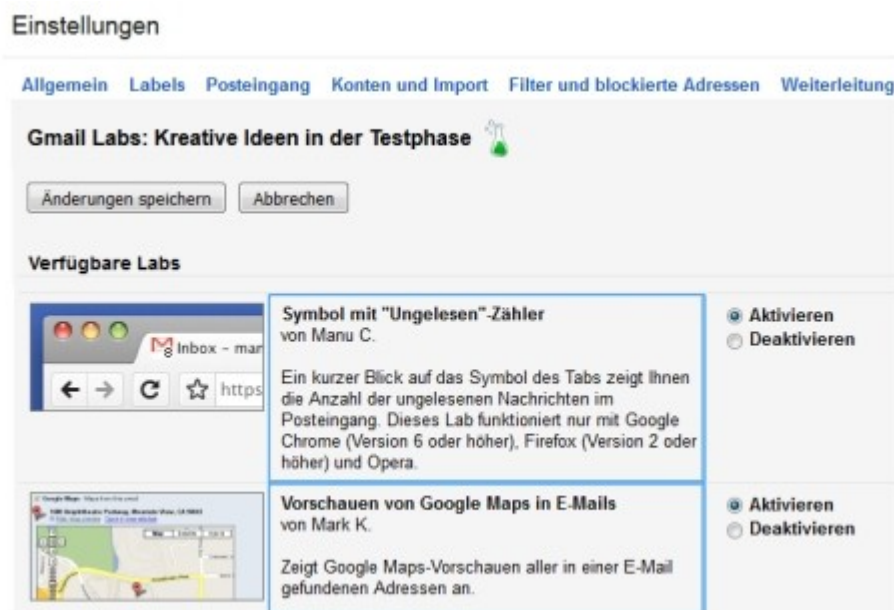 Einstellungen
Allgemein Labels Posteingang Konten und Import Filter und blockierte Adressen Weiterleitung
Gmail Labs: Kreative Ideen in der Testphase
Änderungen speichern Abbrechen
Verfügbare Labs
Inbox – mar
https
Symbol mit "Ungelesen"-Zähler
von Manu C.
Ein kurzer Blick auf das Symbol des Tabs zeigt Ihnen
die Anzahl der ungelesenen Nachrichten im
Posteingang. Dieses Lab funktioniert nur mit Google
Chrome (Version 6 oder höher), Firefox (Version 2 oder
höher) und Opera.
Aktivieren
Deaktivieren
Vorschauen von Google Maps in E-Mails
von Mark K.
Zeigt Google Maps-Vorschauen aller in einer E-Mail
gefundenen Adressen an.
Aktivieren
Deaktivieren